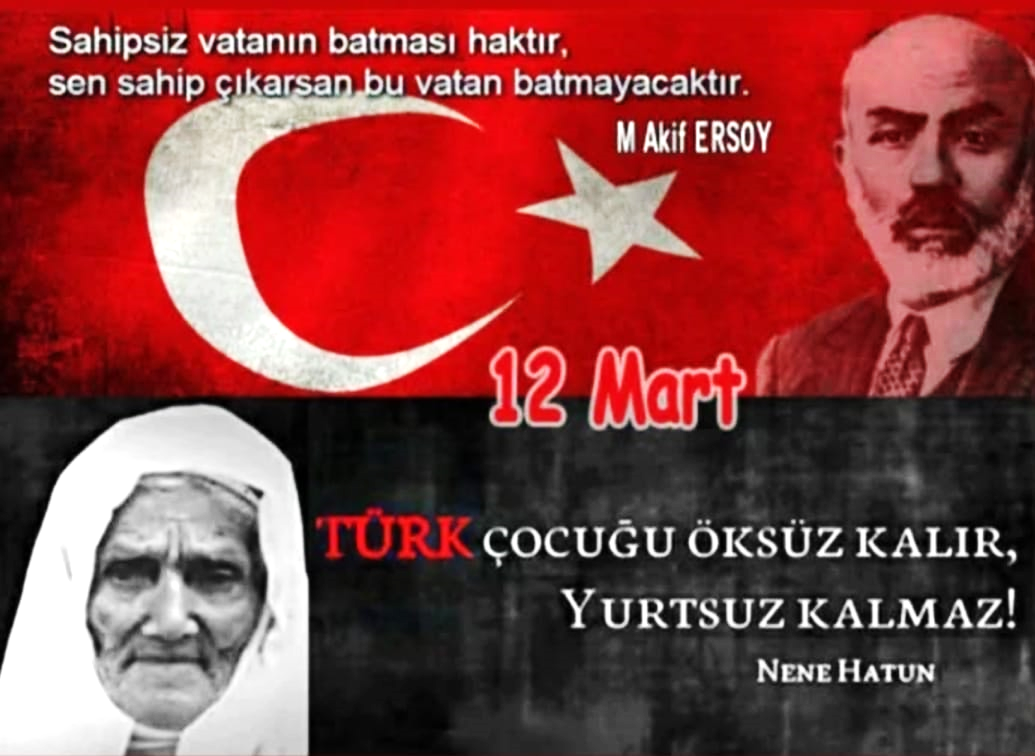 Sahipsiz vatanın batması haktır,
sen sahip çıkarsan bu vatan batmayacaktır.
M Akif ERSOY
12 Mart
TÜRK ÇOCUĞU ÖKSÜZ KALIR,
YURTSUZ KALMAZ!
NENE HATUN